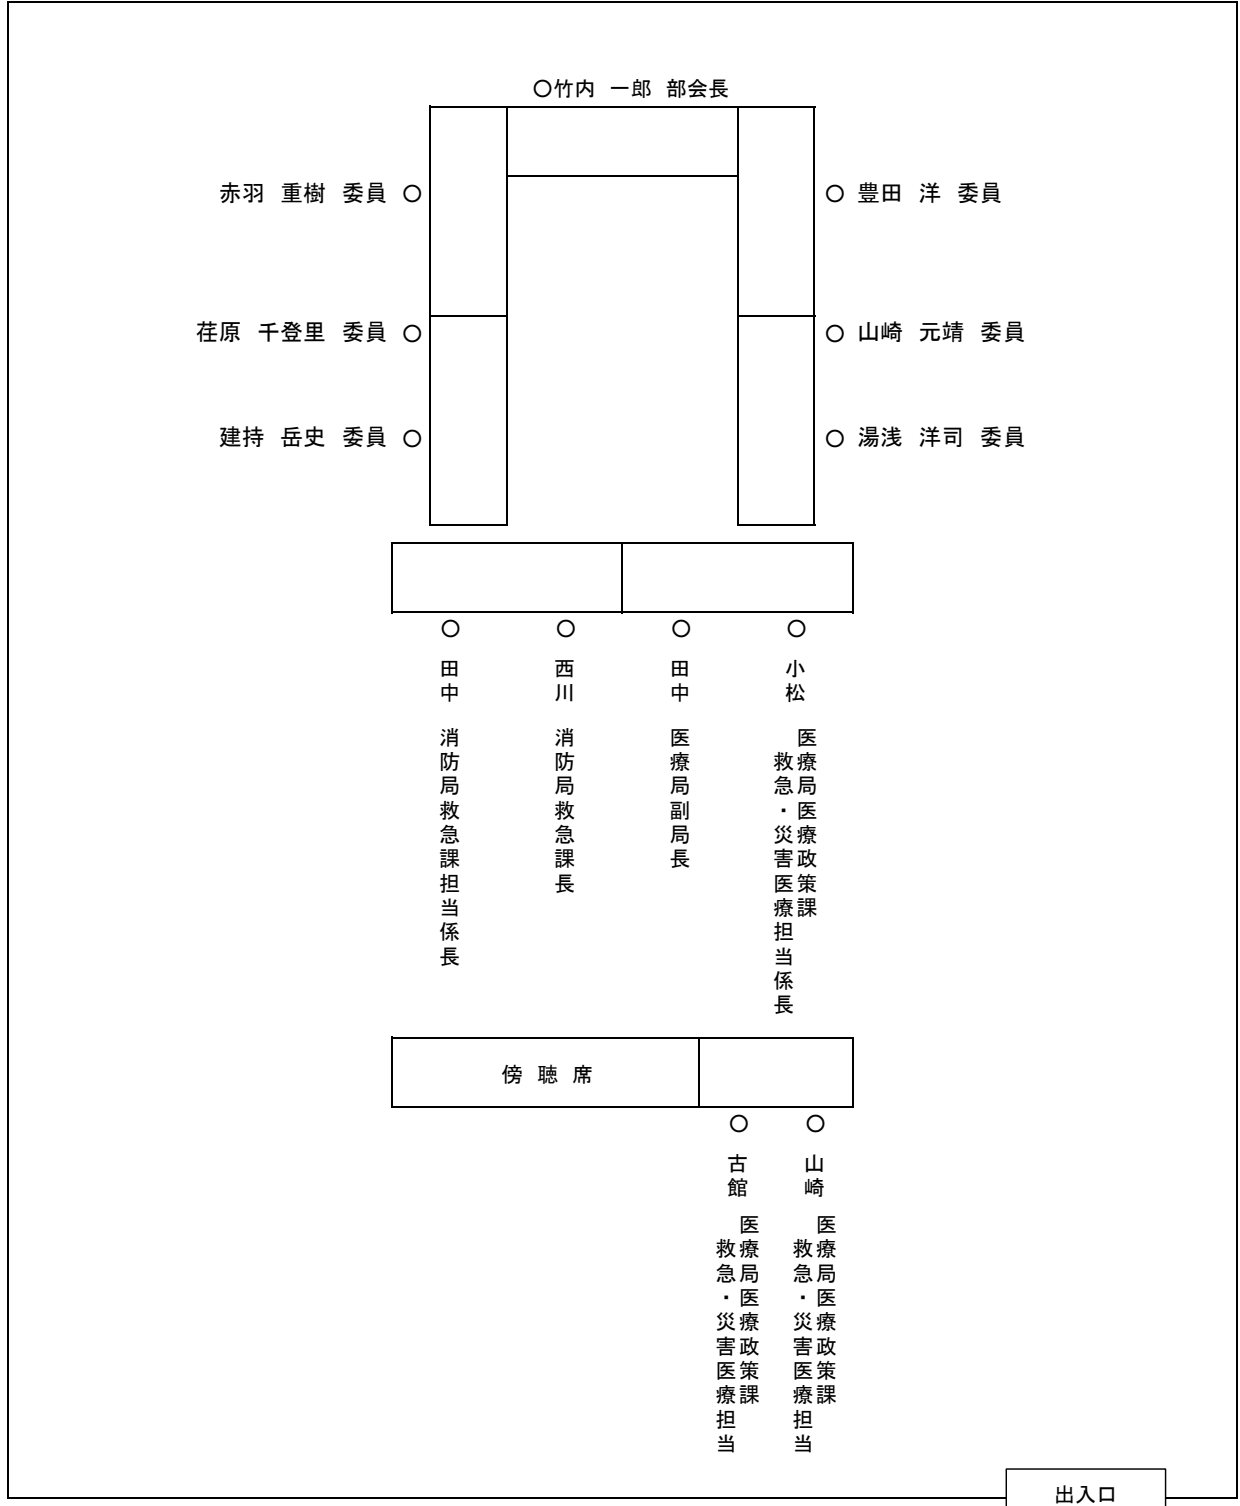 ○竹内 一郎 部会長
赤羽 重樹 委員 ○
○ 豊田 洋 委員
荏原 千登里 委員 ○
○ 山崎 元靖 委員
建持 岳史 委員 ○
○ 湯浅 洋司 委員
○ ○ ○ ○
田中 消防局救急課担当係長
西川 消防局救急課長
田中 医療局副局長
小松 医療局医療政策課
救急・災害医療担当係長
傍聴席
○ ○
古館 医療局医療政策課
救急・災害医療担当
山崎 医療局医療政策課
救急・災害医療担当
出入口